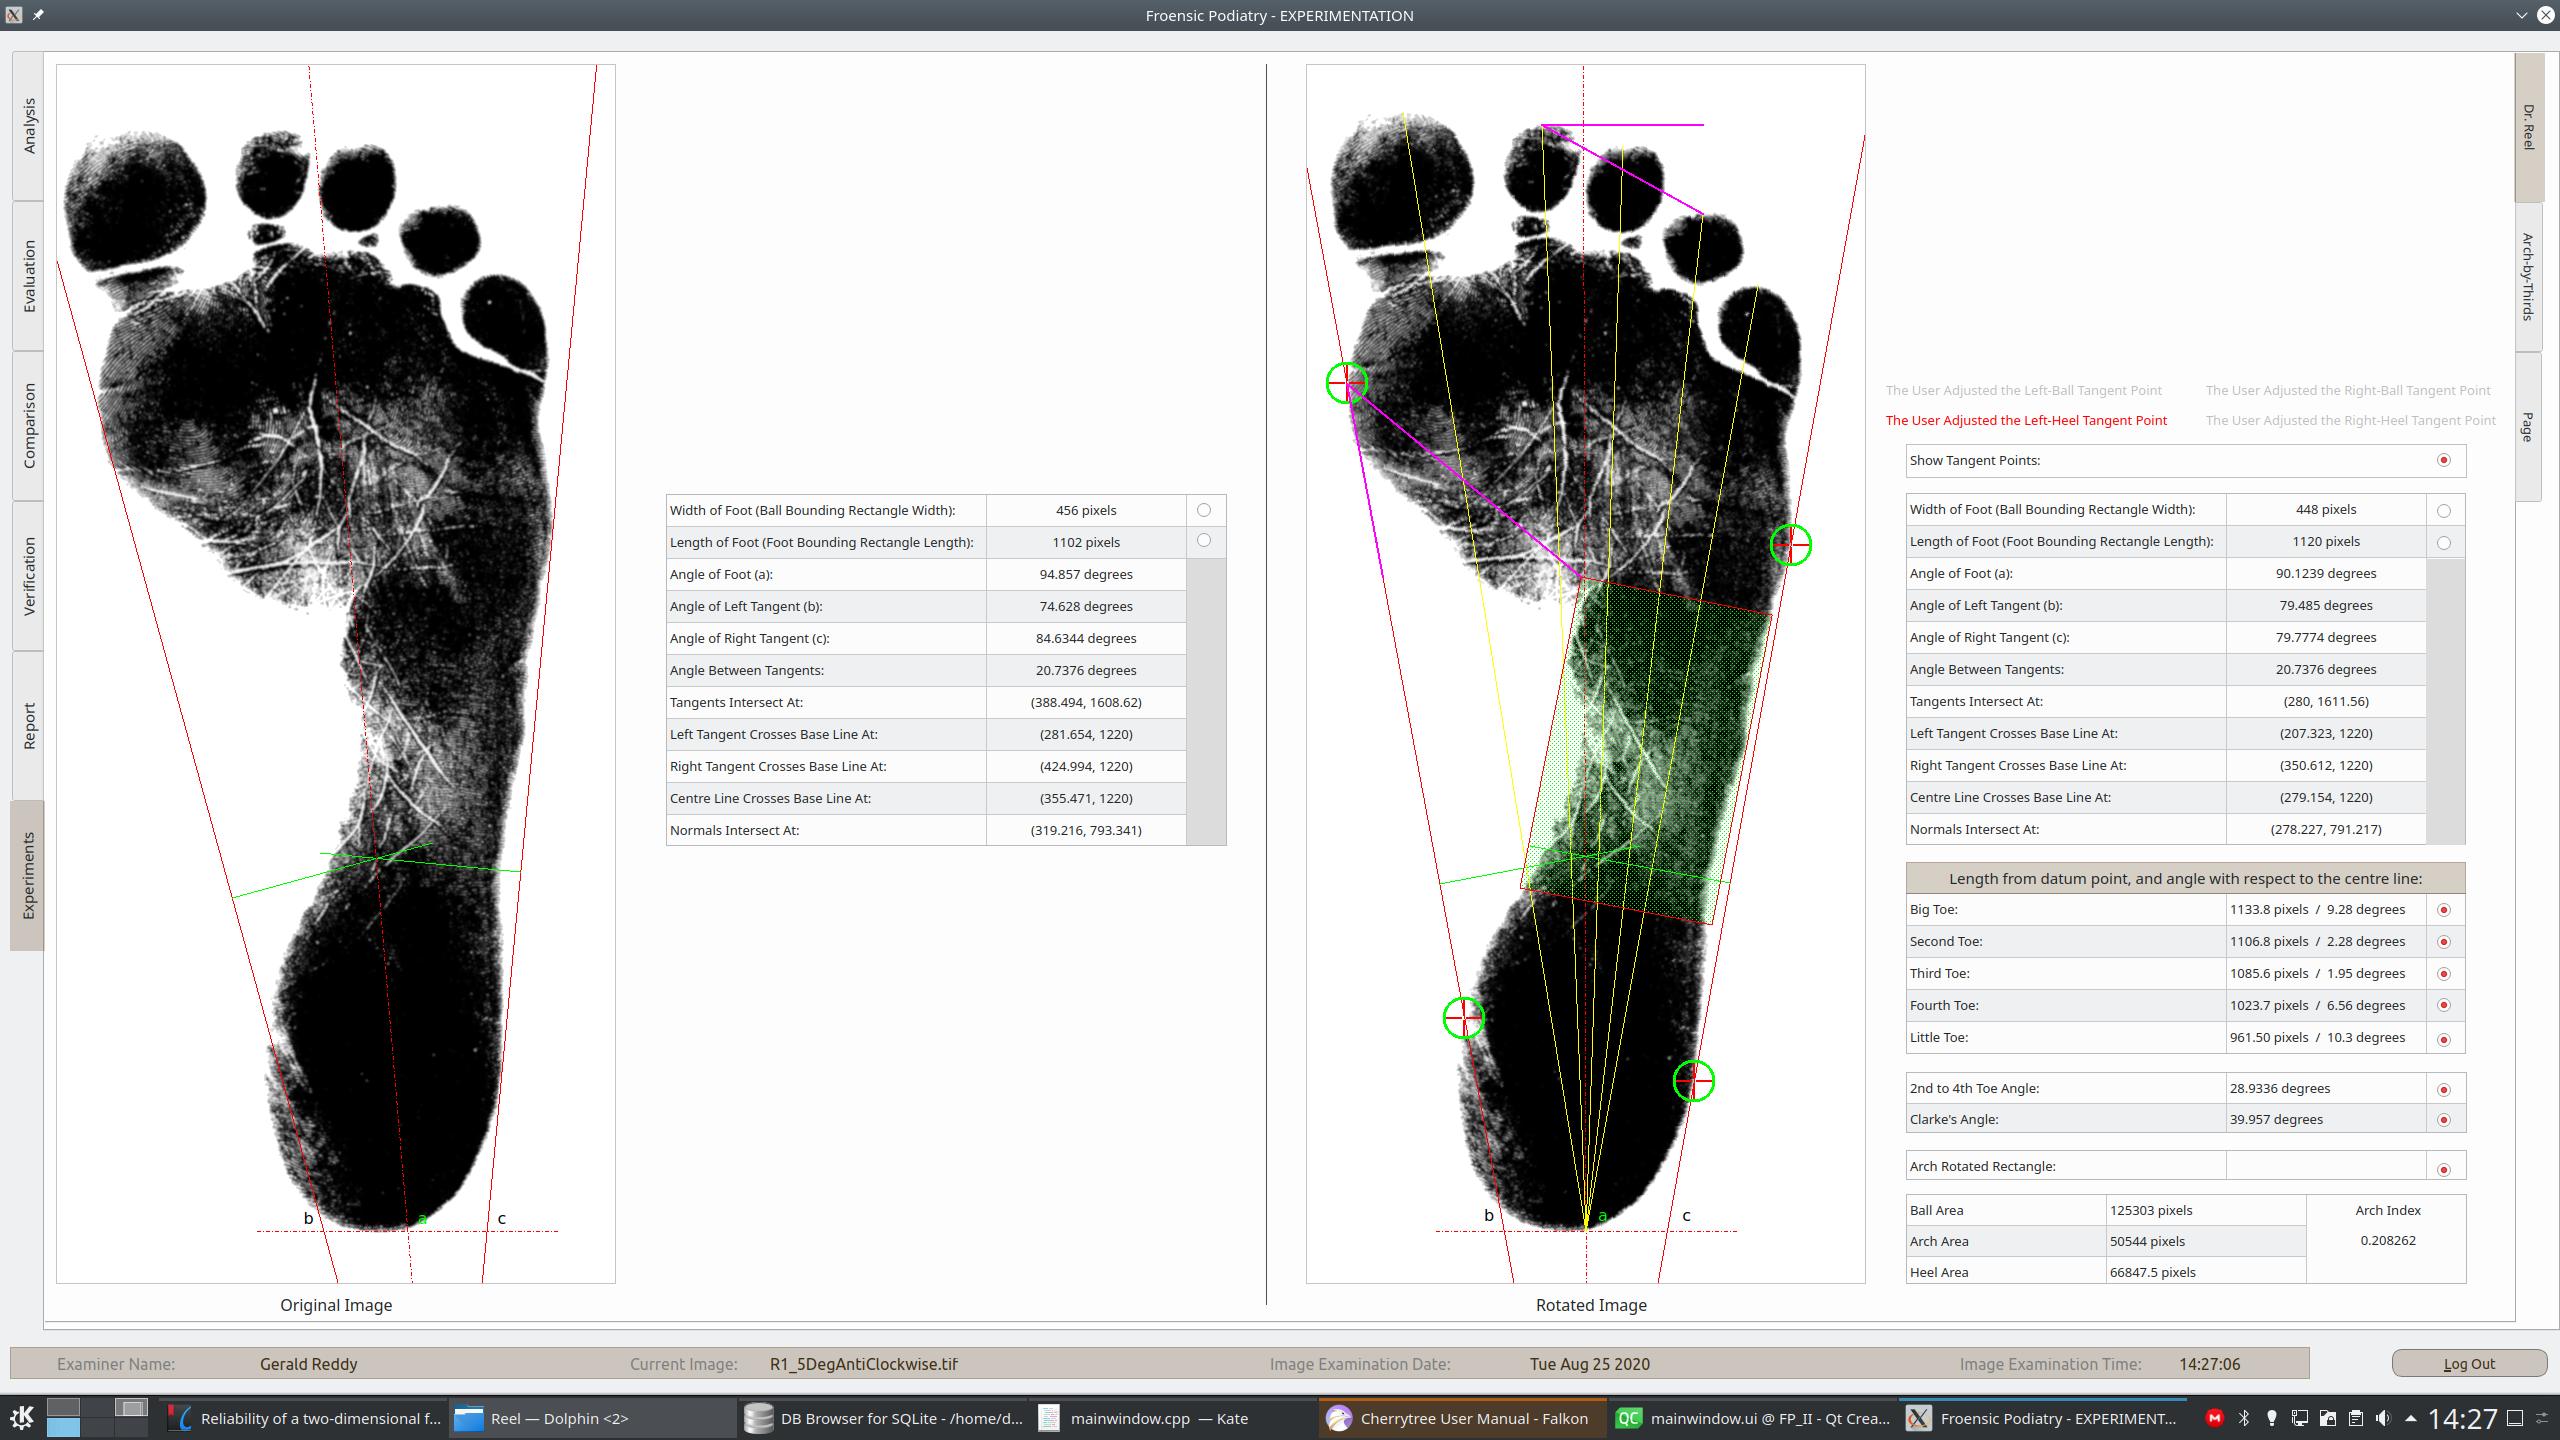 Froensic Podiatry - EXPERIMENTATION
Analysis
Evaluation
Comparison
Verification
Report
Experiments
b
a
c
Original Image
Width of Foot (Ball Bounding Rectangle Width): 456 pixels
Length of Foot (Foot Bounding Rectangle Length): 1102 pixels
Angle of Foot (a): 94.857 degrees
Angle of Left Tangent (b): 74.628 degrees
Angle of Right Tangent (c): 84.6344 degrees
Angle Between Tangents: 20.7376 degrees
Tangents Intersect At: (388.494, 1608.62)
Left Tangent Crosses Base Line At: (281.654, 1220)
Right Tangent Crosses Base Line At: (424.994, 1220)
Centre Line Crosses Base Line At: (355.471, 1220)
Normals Intersect At: (319.216, 793.341)
b
a
c
Rotated Image
The User Adjusted the Left-Ball Tangent Point The User Adjusted the Right-Ball Tangent Point
The User Adjusted the Left-Heel Tangent Point The User Adjusted the Right-Heel Tangent Point
Show Tangent Points:
Width of Foot (Ball Bounding Rectangle Width): 448 pixels
Length of Foot (Foot Bounding Rectangle Length): 1120 pixels
Angle of Foot (a): 90.1239 degrees
Angle of Left Tangent (b): 79.485 degrees
Angle of Right Tangent (c): 79.7774 degrees
Angle Between Tangents: 20.7376 degrees
Tangents Intersect At: (280, 1611.56)
Left Tangent Crosses Base Line At: (207.323, 1220)
Right Tangent Crosses Base Line At: (350.612, 1220)
Centre Line Crosses Base Line At: (279.154, 1220)
Normals Intersect At: (278.227, 791.217)
Length from datum point, and angle with respect to the centre line:
Big Toe: 1133.8 pixels / 9.28 degrees
Second Toe: 1106.8 pixels / 2.28 degrees
Third Toe: 1085.6 pixels / 1.95 degrees
Fourth Toe: 1023.7 pixels / 6.56 degrees
Little Toe: 961.50 pixels / 10.3 degrees
2nd to 4th Toe Angle: 28.9336 degrees
Clarke's Angle: 39.957 degrees
Arch Rotated Rectangle:
Ball Area 125303 pixels Arch Index
Arch Area 50544 pixels 0.208262
Heel Area 66847.5 pixels
Dr. Reel
Arch-by-Thirds
Page
Examiner Name: Gerald Reddy Current Image: R1_5DegAntiClockwise.tif Image Examination Date: Tue Aug 25 2020 Image Examination Time: 14:27:06 Log Out
Reliability of a two-dimensional f... Reel — Dolphin <2> DB Browser for SQLite - /home/d... mainwindow.cpp — Kate Cherrytree User Manual - Falkon QC mainwindow.ui @ FP_II - Qt Crea... Froensic Podiatry - EXPERIMENT... M 14:27